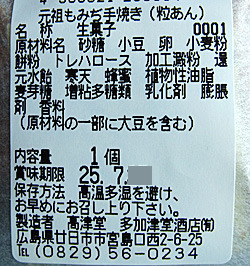 元祖もみぢ手焼き(粒あん)
名称 生菓子 0001
原材料名 砂糖 小豆 卵 小麦粉
餅粉 トレハロース 加工澱粉 還
元水飴 寒天 蜂蜜 植物性油脂
麦芽糖 増粘多糖類 乳化剤 膨脹
剤 香料
(原材料の一部に大豆を含む)
内容量 1個
賞味期限 25.7.
保存方法 高温多湿を避け、
お早めにお召し上り下さい。
製造者 高津堂 多加津堂酒店㈲
広島県廿日市市宮島口西2-6-25
TEL (0829)56-0234